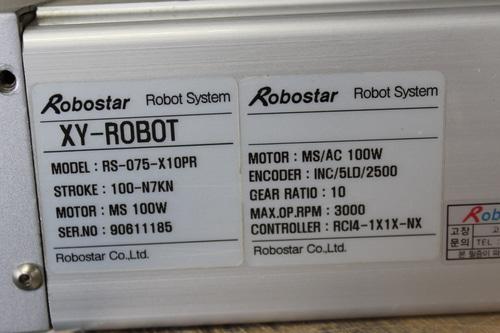 Robostar Robot System
XY-ROBOT
MODEL : RS-075-X10PR
STROKE : 100-N7KN
MOTOR : MS 100W
SER.NO : 90611185
Robostar Co.,Ltd.
Robostar Robot System
MOTOR : MS/AC 100W
ENCODER : INC/5LD/2500
GEAR RATIO : 10
MAX.OP.RPM : 3000
CONTROLLER : RCI4-1X1X-NX
Robostar Co.,Ltd.
Robos
고장
문의
TEL